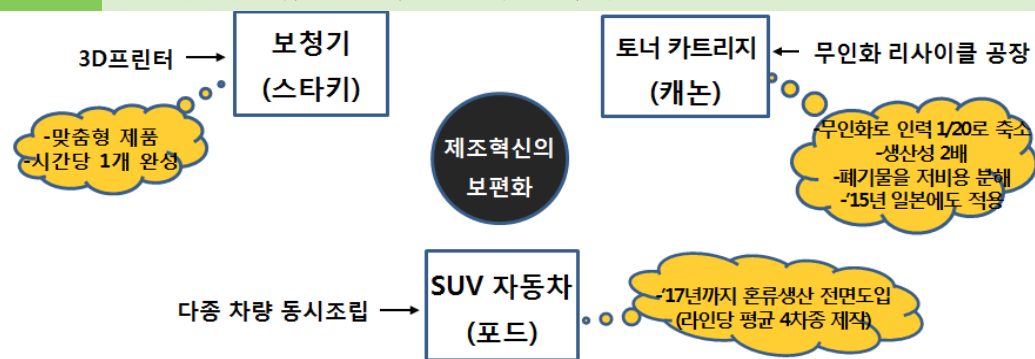 3D프린터
보청기
(스타키)
-맞춤형 제품
-시간당 1개 완성
토너 카트리지
(캐논)
무인화 리사이클 공장
-무인화로 인력 1/20로 축소
-생산성 2배
-폐기물을 저비용 분해
-'15년 일본에도 적용
제조혁신의
보편화
다종 차량 동시조립
SUV 자동차
(포드)
-'17년까지 혼류생산 전면도입
(라인당 평균 4차종 제작)